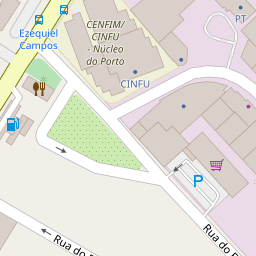 PT
CENFIM/
CINFU
- Núcleo
do Porto
Ezequiel
Campos
CINFU
P
Rua do
Rua do